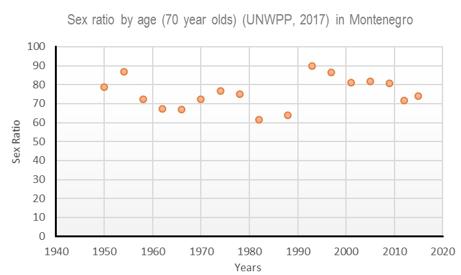 Sex ratio by age (70 year olds) (UNWPP, 2017) in Montenegro
100
90
80
70
60
50
40
30
20
10
0
Sex Ratio
1940 1950 1960 1970 1980 1990 2000 2010 2020
Years